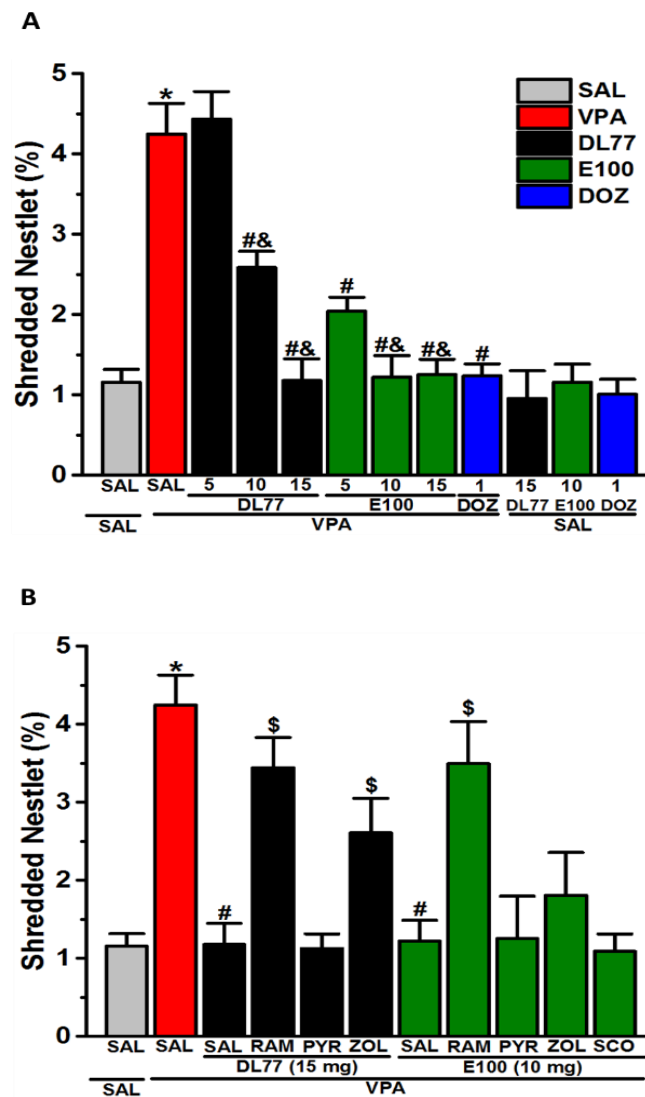 A
Shredded Nestlet (%)
5
4
3
2
1
0
SAL
VPA
DL77
E100
DOZ
*
#&
#&
#
#&
#&
#
SAL SAL 5 10 15 5 10 15 1 15 10 1
DL77 E100 DOZ DL77 E100 DOZ
SAL VPA SAL
B
Shredded Nestlet (%)
5
4
3
2
1
0
*
#
$
$
#
$
SAL SAL SAL RAM PYR ZOL SAL RAM PYR ZOL SCO
DL77 (15 mg) E100 (10 mg)
SAL VPA